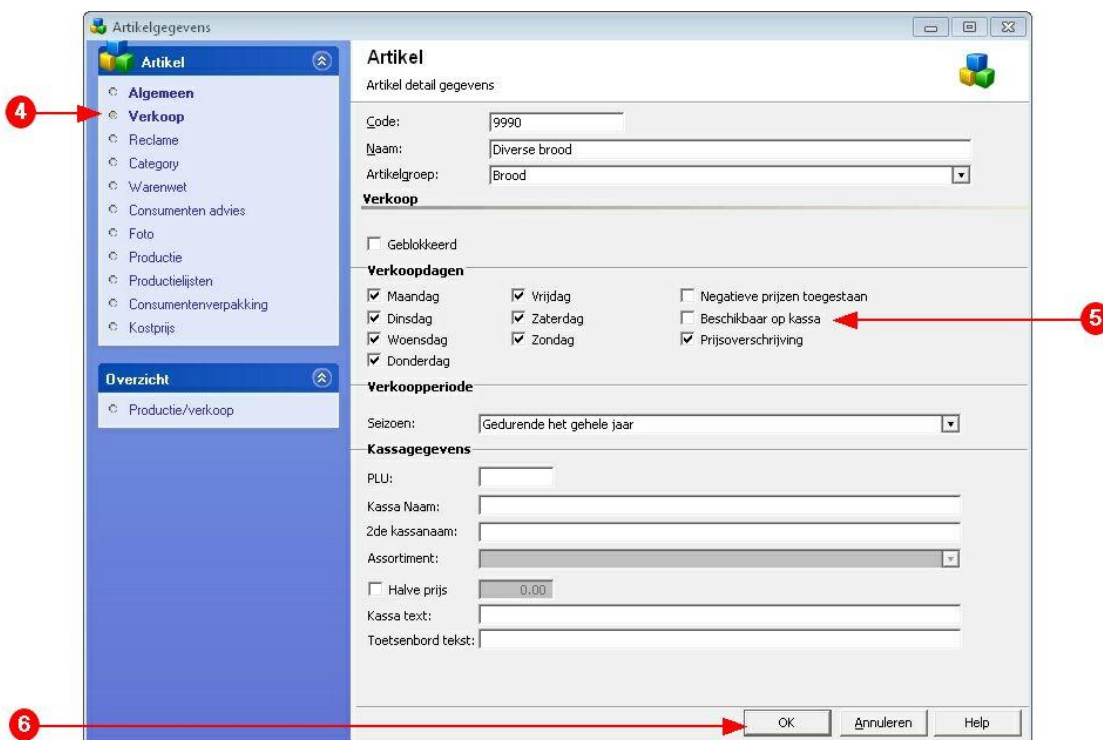 Artikelgegevens
Artikel
Algemeen
Verkoop
Reclame
Category
Warenwet
Consumenten advies
Foto
Productie
Productielijsten
Consumentenverpakking
Kostprijs
Overzicht
Productie/verkoop
Artikel
Artikel detail gegevens
Code: 9990
Naam: Diverse brood
Artikelgroep: Brood
Verkoop
Geblokkeerd
Verkoopdagen
Maandag Vrijdag Negatieve prijzen toegestaan
Dinsdag Zaterdag Beschikbaar op kassa
Woensdag Zondag Prijsoverschrijving
Donderdag
Verkoopperiode
Seizoen: Gedurende het gehele jaar
Kassagegevens
PLU:
Kassa Naam:
2de kassanaam:
Assortiment:
Halve prijs 0.00
Kassa text:
Toetsenbord tekst:
OK Annuleren Help
4
5
6